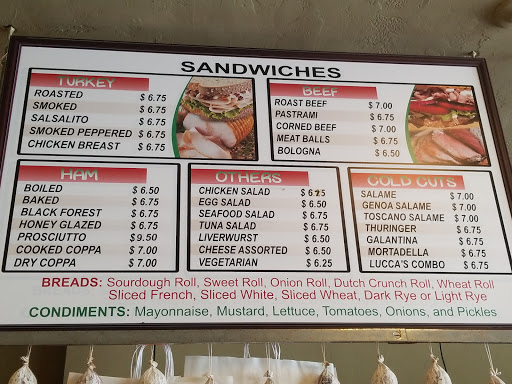 SANDWICHES
TURKEY
ROASTED $ 6.75
SMOKED $ 6.75
SALSALITO $ 6.75
SMOKED PEPPERED $ 6.75
CHICKEN BREAST $ 6.75
BEEF
ROAST BEEF $ 7.00
PASTRAMI $ 6.75
CORNED BEEF $ 7.00
MEAT BALLS $ 6.75
BOLOGNA $ 6.50
HAM
BOILED $ 6.50
BAKED $ 6.75
BLACK FOREST $ 6.75
HONEY GLAZED $ 6.75
PROSCIUTTO $9.50
COOKED COPPA $ 7.00
DRY COPPA $ 7.00
OTHERS
CHICKEN SALAD $ 6.25
EGG SALAD $ 6.50
SEAFOOD SALAD $ 6.75
TUNA SALAD $ 6.75
LIVERWURST $ 6.50
CHEESE ASSORTED $ 6.50
VEGETARIAN $ 6.25
COLD CUTS
SALAME $ 7.00
GENOA SALAME $ 7.00
TOSCANO SALAME $ 7.00
THURINGER $ 6.75
GALANTINA $ 6.75
MORTADELLA $ 6.75
LUCCA'S COMBO $ 6.75
BREADS: Sourdough Roll, Sweet Roll, Onion Roll, Dutch Crunch Roll, Wheat Roll
Sliced French, Sliced White, Sliced Wheat, Dark Rye or Light Rye
CONDIMENTS: Mayonnaise, Mustard, Lettuce, Tomatoes, Onions, and Pickles